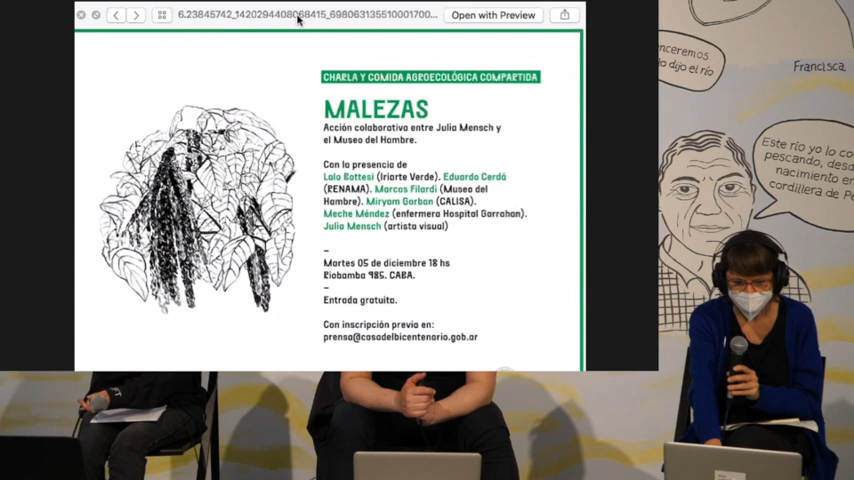 6.23845742_1420294408068415_698063135510001700...
Open with Preview
CHARLA Y COMIDA AGROECOLÓGICA COMPARTIDA
MALEZAS
Acción colaborativa entre Julia Mensch y
el Museo del Hambre.
Con la presencia de
Lalo Bottesi (Iriarte Verde). Eduardo Cerdá
(RENAMA). Marcos Filardi (Museo del
Hambre). Miryam Gorban (CALISA).
Meche Méndez (enfermera Hospital Garrahan).
Julia Mensch (artista visual)
–
Martes 05 de diciembre 18 hs
Riobamba 985. CABA.
–
Entrada gratuita.
Con inscripción previa en:
prensa@casadelbicentenario.gob.ar
nceremos
dijo el río
Francisca
Este río yo lo co
pescando, desd
nacimiento en
cordillera de Pe